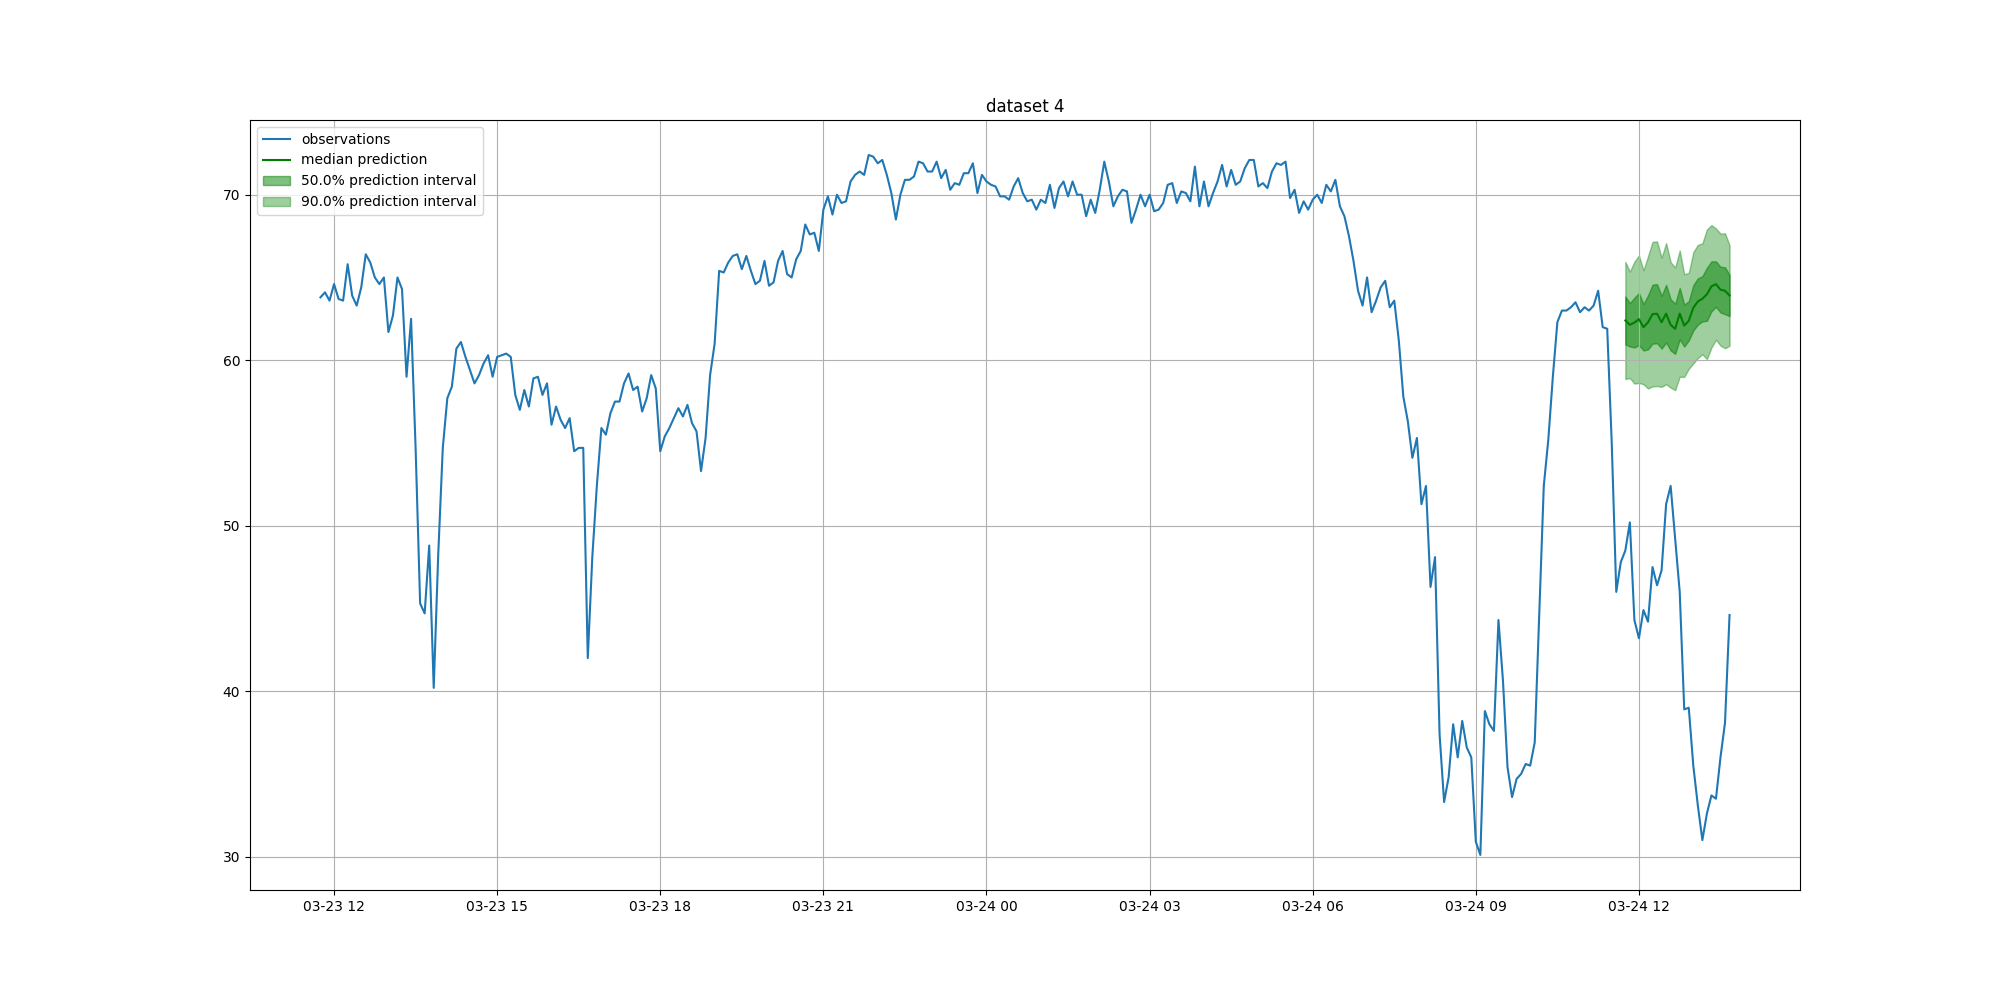 dataset 4
observations
median prediction
50.0% prediction interval
90.0% prediction interval
70
60
50
40
30
03-23 12
03-23 15
03-23 18
03-23 21
03-24 00
03-24 03
03-24 06
03-24 09
03-24 12